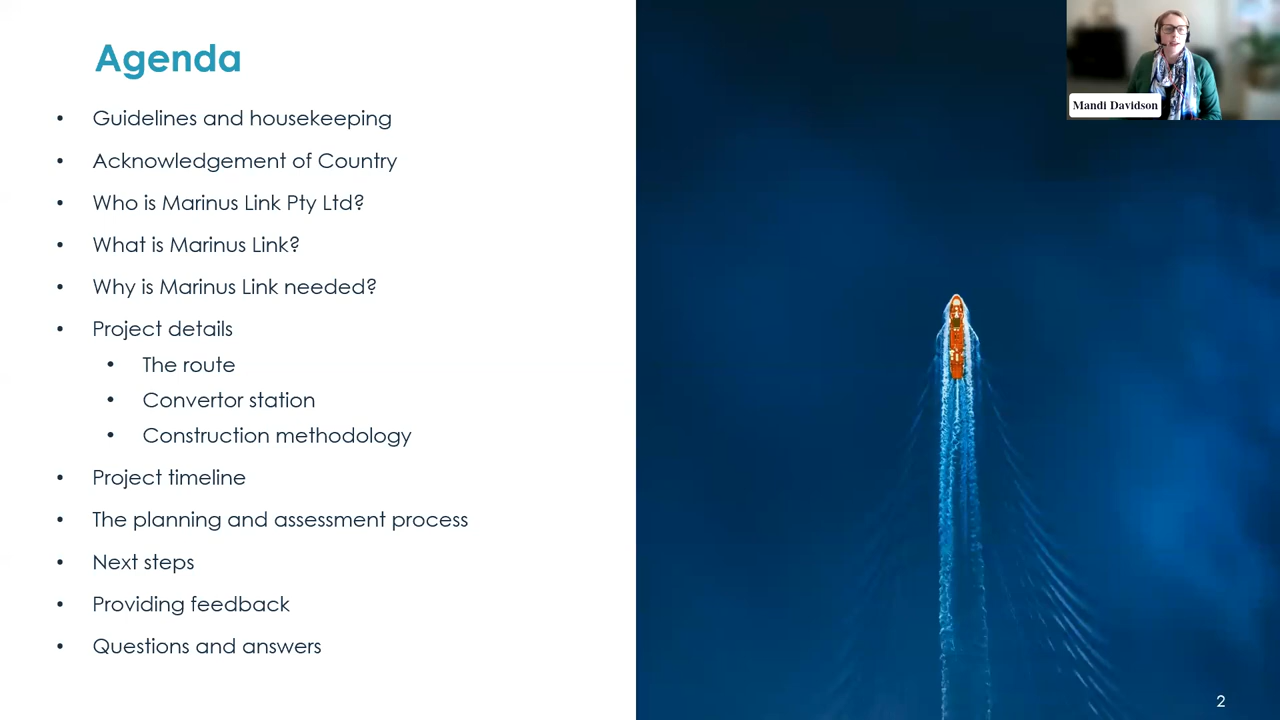 Agenda
• Guidelines and housekeeping
• Acknowledgement of Country
• Who is Marinus Link Pty Ltd?
• What is Marinus Link?
• Why is Marinus Link needed?
• Project details
• The route
• Convertor station
• Construction methodology
• Project timeline
• The planning and assessment process
• Next steps
• Providing feedback
• Questions and answers
Mandi Davidson
2